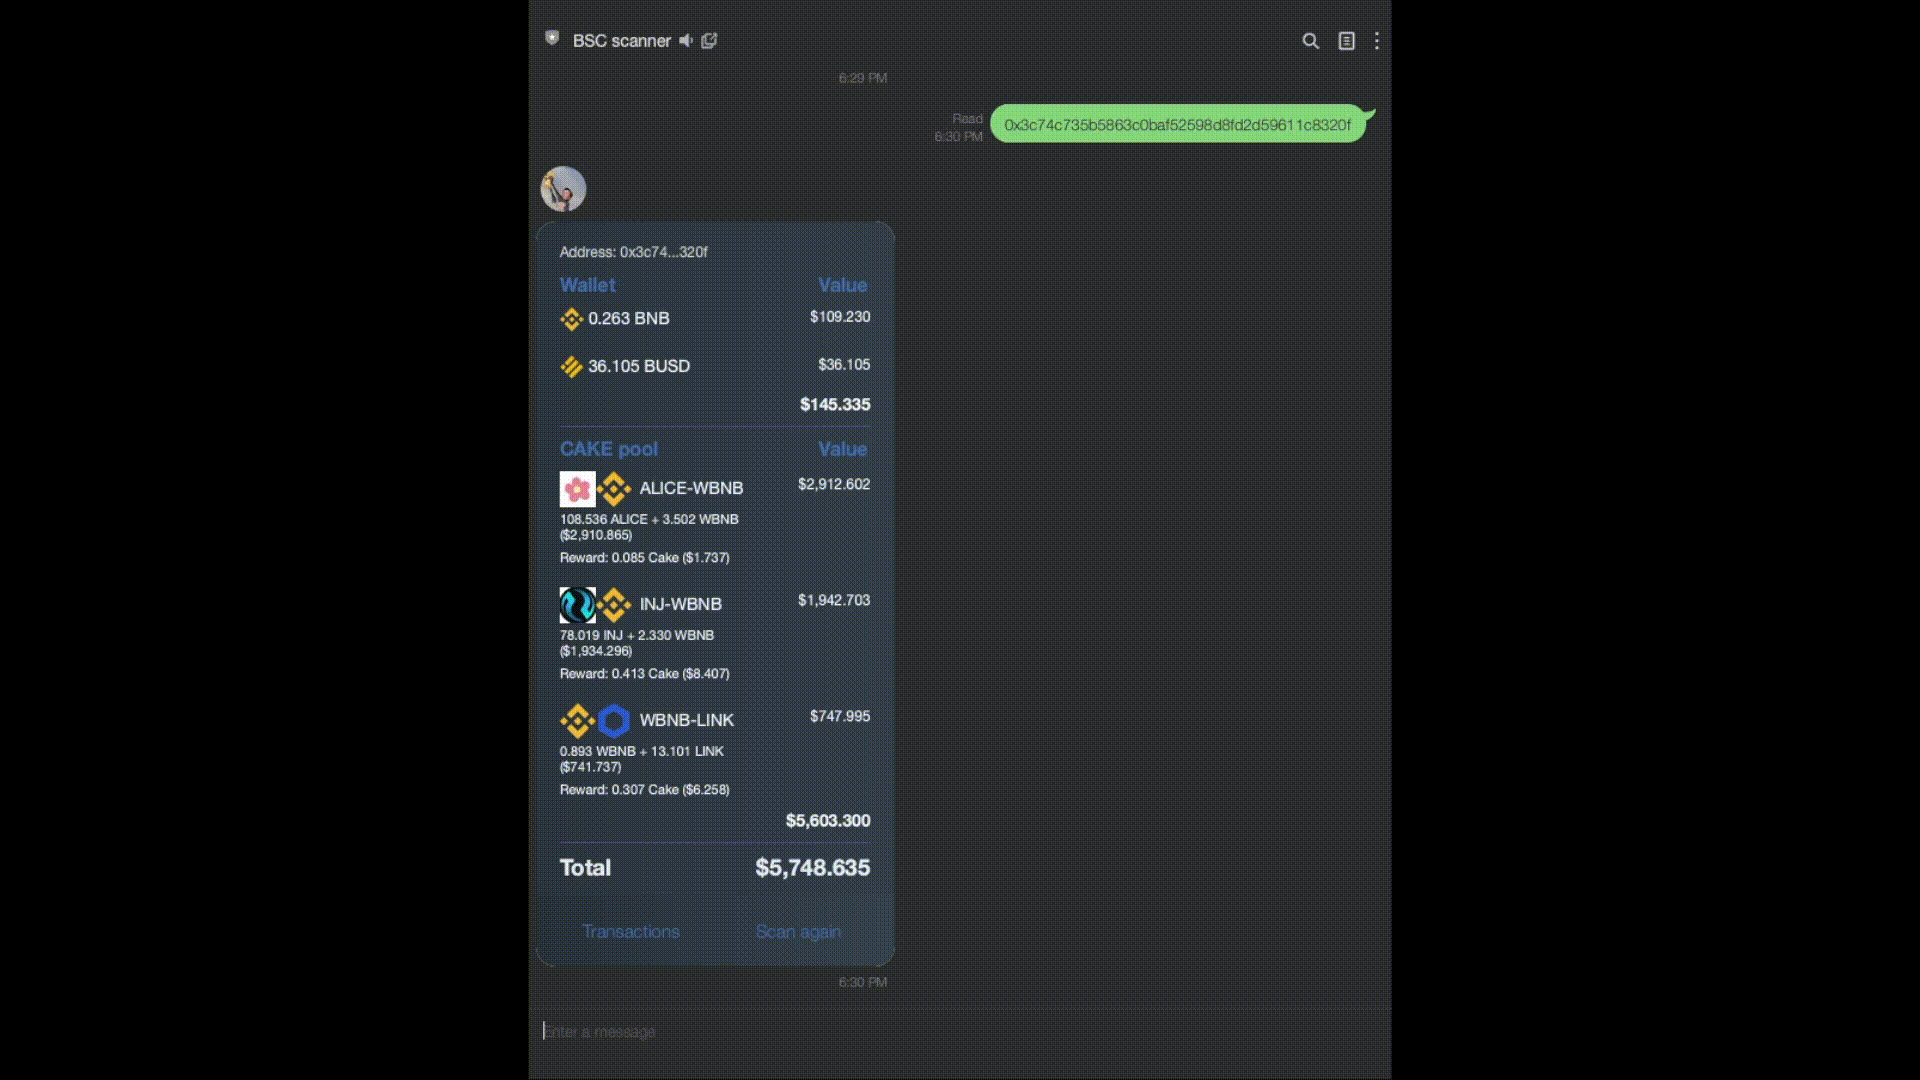 BSC scanner
6:29 PM
Read
6:30 PM
0x3c74c735b5863c0baf52598d8fd2d59611c8320f
Address: 0x3c74...320f
Wallet Value
0.263 BNB $109.230
36.105 BUSD $36.105
$145.335
CAKE pool Value
ALICE-WBNB $2,912.602
108.536 ALICE + 3.502 WBNB
($2,910.865)
Reward: 0.085 Cake ($1.737)
INJ-WBNB $1,942.703
78.019 INJ + 2.330 WBNB
($1,934.296)
Reward: 0.413 Cake ($8.407)
WBNB-LINK $747.995
0.893 WBNB + 13.101 LINK
($741.737)
Reward: 0.307 Cake ($6.258)
$5,603.300
Total $5,748.635
Transactions Scan again
6:30 PM
Enter a message